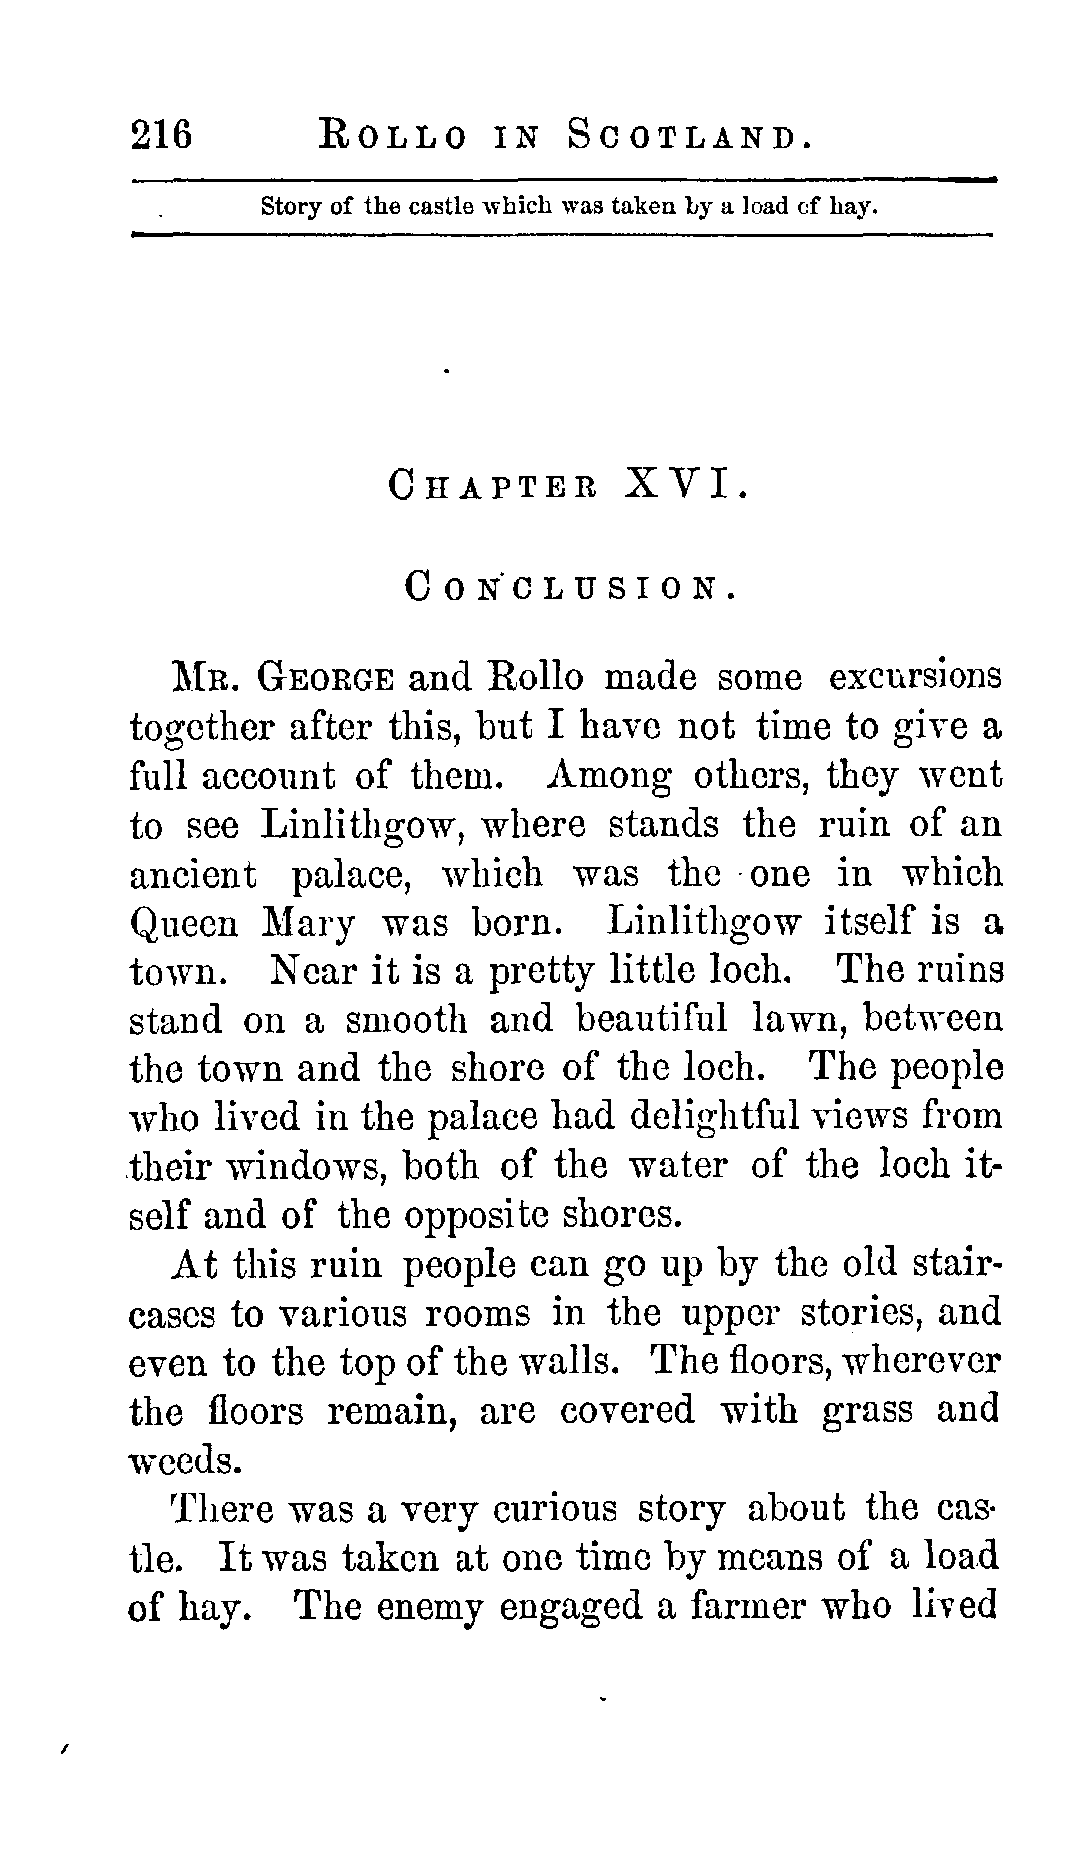 216 ROLLO IN SCOTLAND.
Story of the castle which was taken by a load of hay.
CHAPTER XVI.
CONCLUSION.
MR. GEORGE and Rollo made some excursions
together after this, but I have not time to give a
full account of them. Among others, they went
to see Linlithgow, where stands the ruin of an
ancient palace, which was the one in which
Queen Mary was born. Linlithgow itself is a
town. Near it is a pretty little loch. The ruins
stand on a smooth and beautiful lawn, between
the town and the shore of the loch. The people
who lived in the palace had delightful views from
their windows, both of the water of the loch it-
self and of the opposite shores.
At this ruin people can go up by the old stair-
cases to various rooms in the upper stories, and
even to the top of the walls. The floors, wherever
the floors remain, are covered with grass and
weeds.
There was a very curious story about the cas-
tle. It was taken at one time by means of a load
of hay. The enemy engaged a farmer who lived